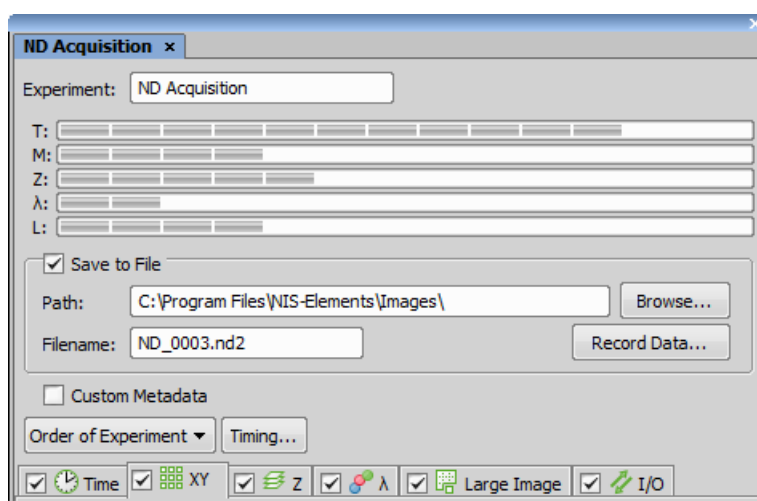 ND Acquisition ×
Experiment: ND Acquisition
T:
M:
Z:
λ:
L:
Save to File
Path: C:\Program Files\NIS-Elements\Images\ Browse...
Filename: ND_0003.nd2 Record Data...
Custom Metadata
Order of Experiment Timing...
Time XY Z λ Large Image I/O